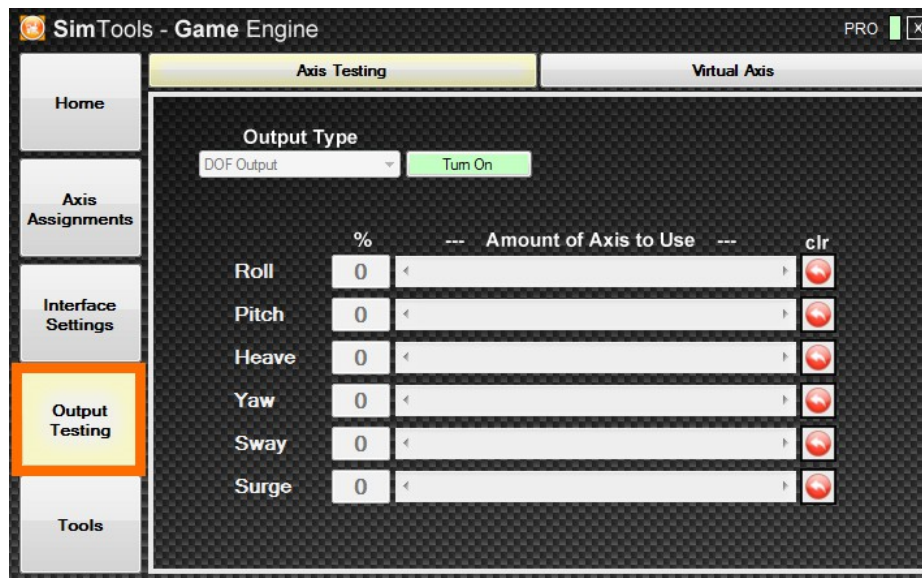 SimTools - Game Engine
PRO
X
Axis Testing
Virtual Axis
Home
Axis
Assignments
Interface
Settings
Output
Testing
Tools
Output Type
DOF Output
Turn On
% --- Amount of Axis to Use --- clr
Roll 0
Pitch 0
Heave 0
Yaw 0
Sway 0
Surge 0